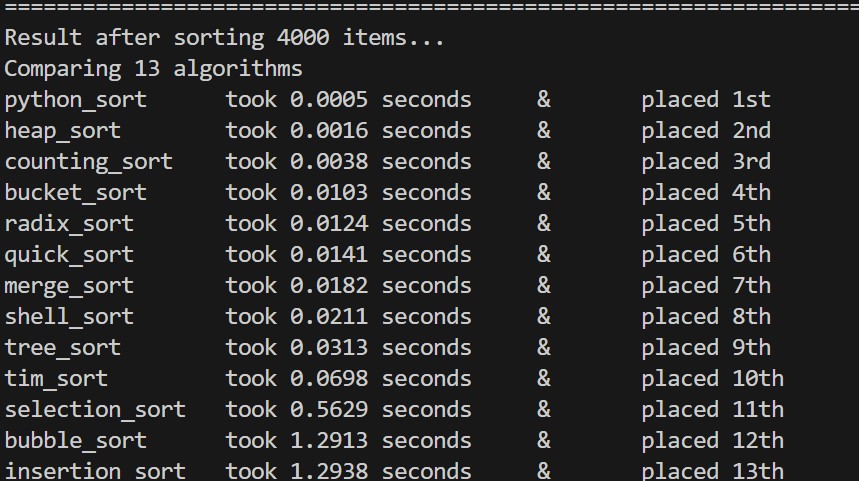 ==================================================================
Result after sorting 4000 items...
Comparing 13 algorithms
python_sort      took 0.0005 seconds     &       placed 1st
heap_sort        took 0.0016 seconds     &       placed 2nd
counting_sort    took 0.0038 seconds     &       placed 3rd
bucket_sort      took 0.0103 seconds     &       placed 4th
radix_sort       took 0.0124 seconds     &       placed 5th
quick_sort       took 0.0141 seconds     &       placed 6th
merge_sort       took 0.0182 seconds     &       placed 7th
shell_sort       took 0.0211 seconds     &       placed 8th
tree_sort        took 0.0313 seconds     &       placed 9th
tim_sort         took 0.0698 seconds     &       placed 10th
selection_sort   took 0.5629 seconds     &       placed 11th
bubble_sort      took 1.2913 seconds     &       placed 12th
insertion_sort   took 1.2938 seconds     &       placed 13th